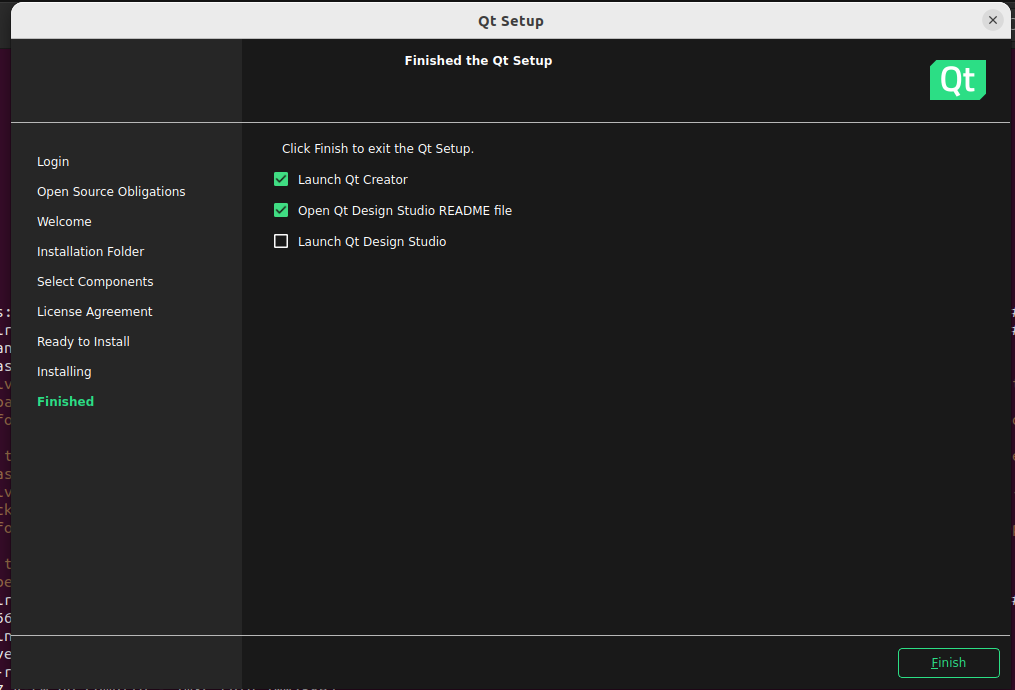 Qt Setup
Finished the Qt Setup
Qt
Login
Open Source Obligations
Welcome
Installation Folder
Select Components
License Agreement
Ready to Install
Installing
Finished
Click Finish to exit the Qt Setup.
Launch Qt Creator
Open Qt Design Studio README file
Launch Qt Design Studio
Finish